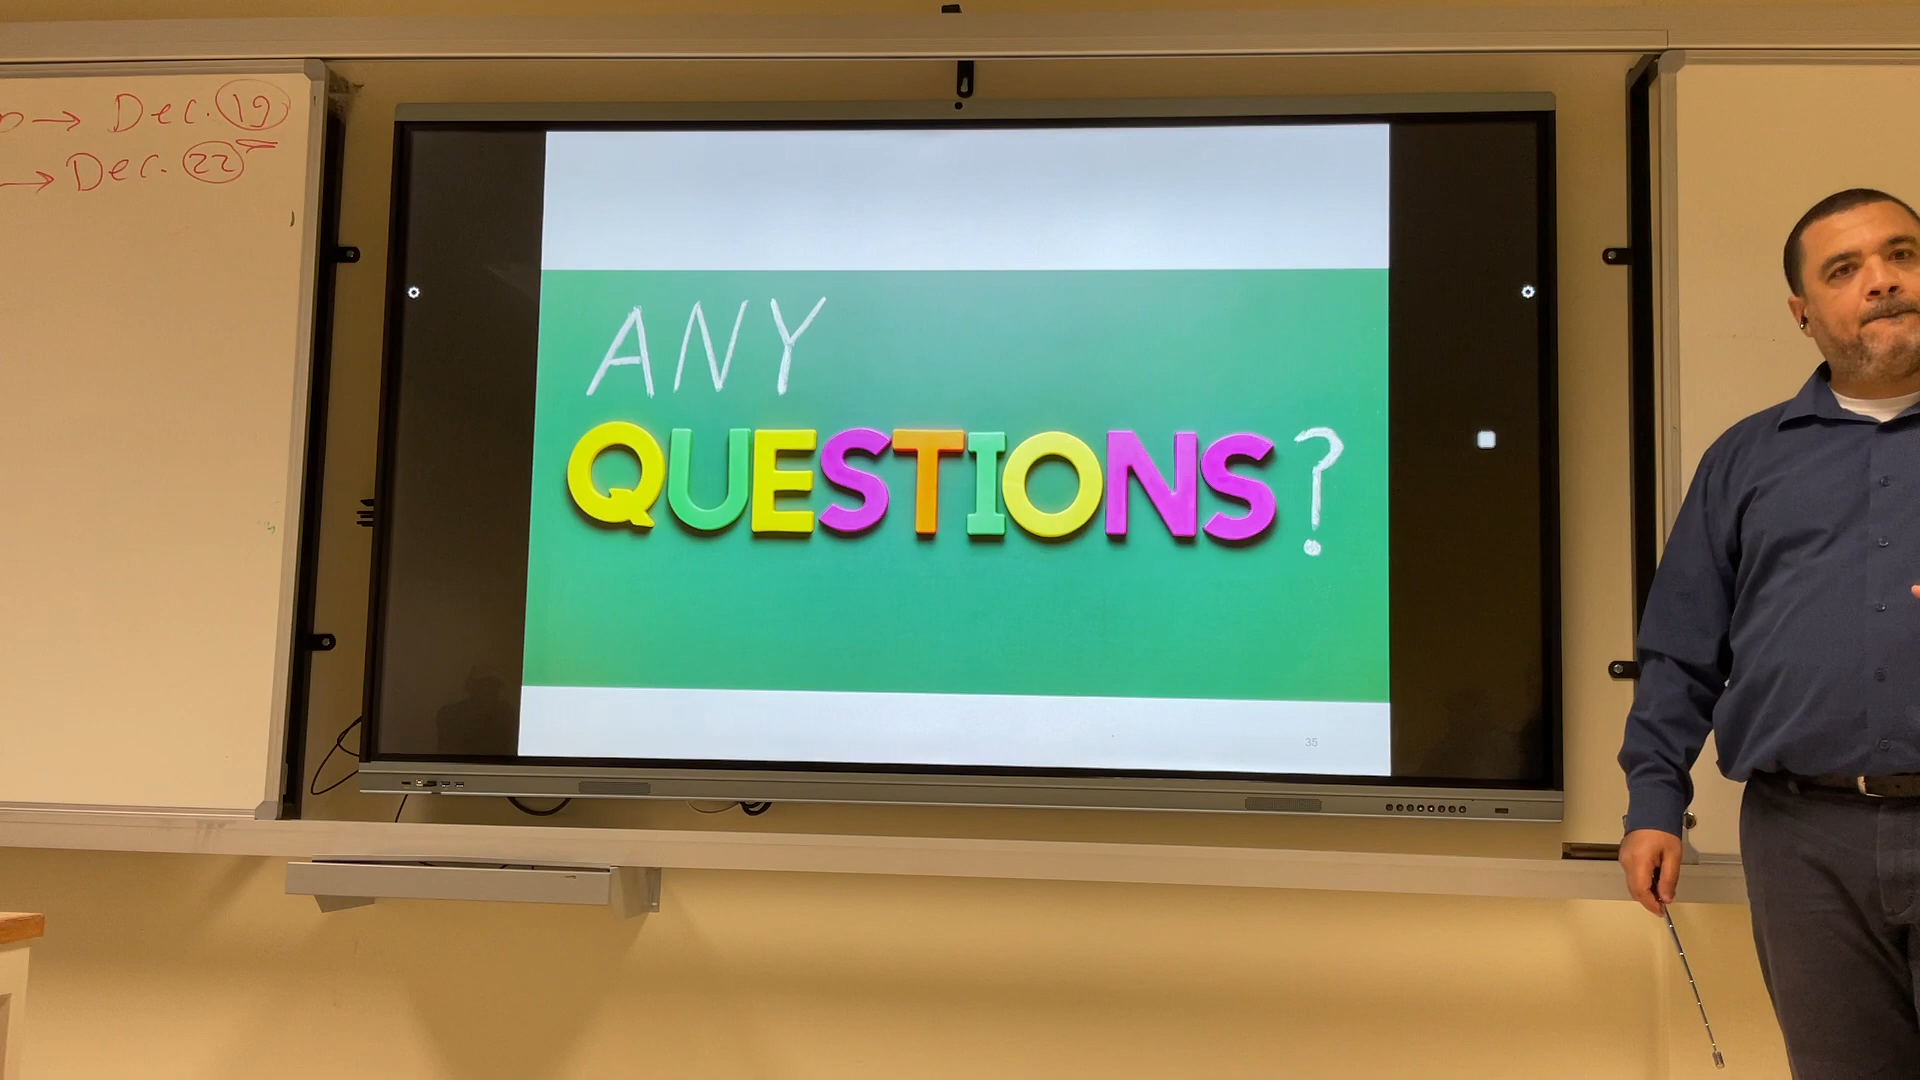 → Dec. 19
→ Dec. 22
ANY
QUESTIONS?
35